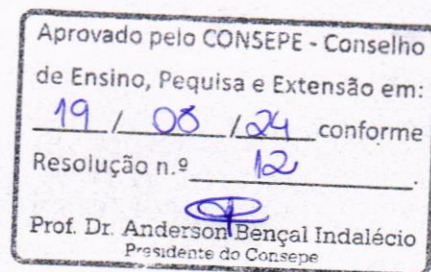 Aprovado pelo CONSEPE - Conselho
de Ensino, Pequisa e Extensão em:
19 / 08 / 24 conforme
Resolução n.º 12.
Prof. Dr. Anderson Bençal Indalécio
Presidente do Consepe